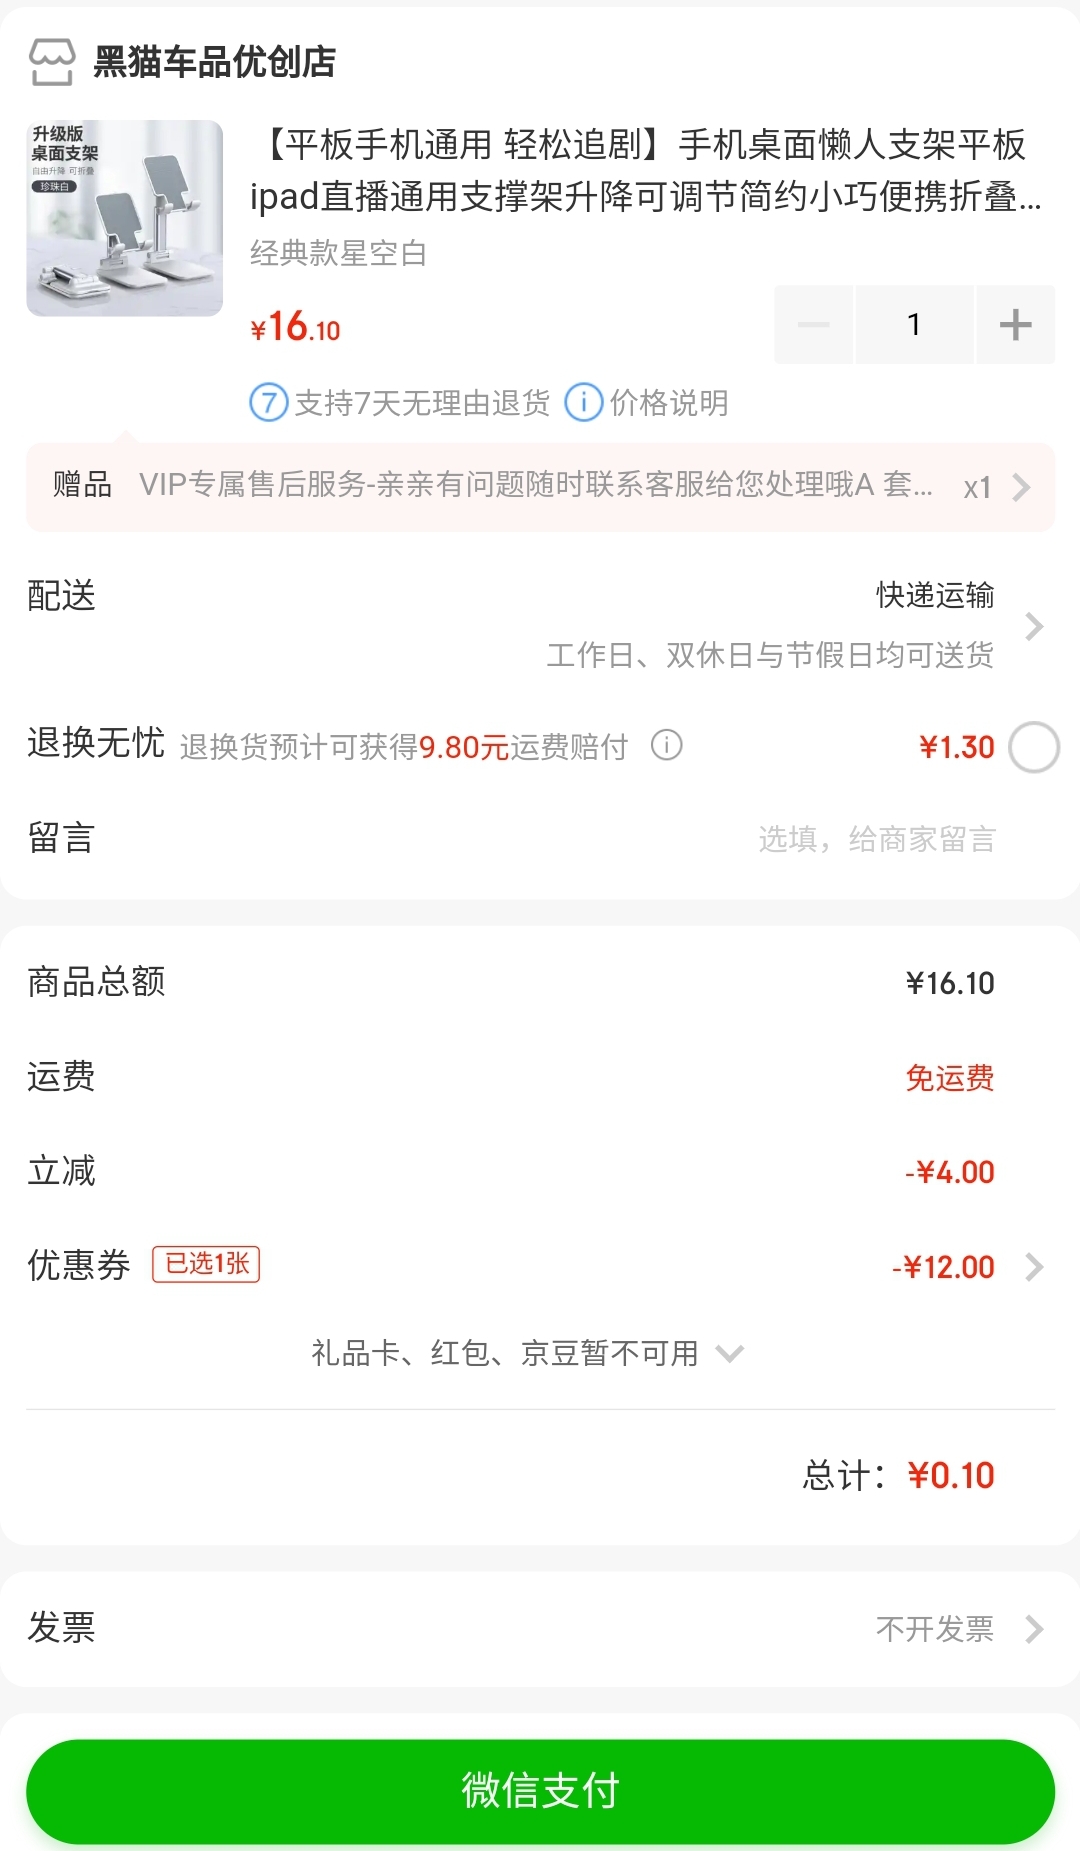 黑猫车品优创店
升级版
桌面支架
自由升降 可折叠
珍珠白
【平板手机通用 轻松追剧】手机桌面懒人支架平板
ipad直播通用支撑架升降可调节简约小巧便携折叠...
经典款星空白
¥16.10
1
7支持7天无理由退货 i价格说明
赠品 VIP专属售后服务-亲亲有问题随时联系客服给您处理哦A 套... x1
配送 快递运输
工作日、双休日与节假日均可送货
退换无忧 退换货预计可获得9.80元运费赔付 ¥1.30
留言 选填，给商家留言
商品总额 ¥16.10
运费 免运费
立减 -¥4.00
优惠券 已选1张 -¥12.00
礼品卡、红包、京豆暂不可用
总计：¥0.10
发票 不开发票
微信支付